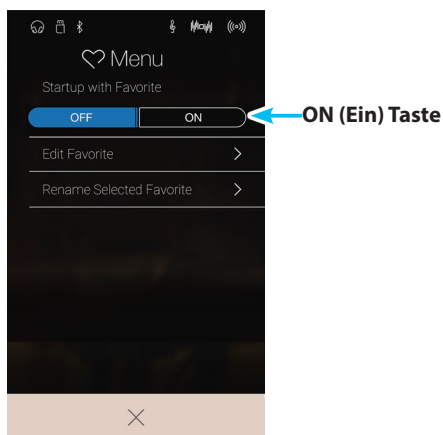 Menu
Startup with Favorite
OFF ON
ON (Ein) Taste
Edit Favorite
Rename Selected Favorite